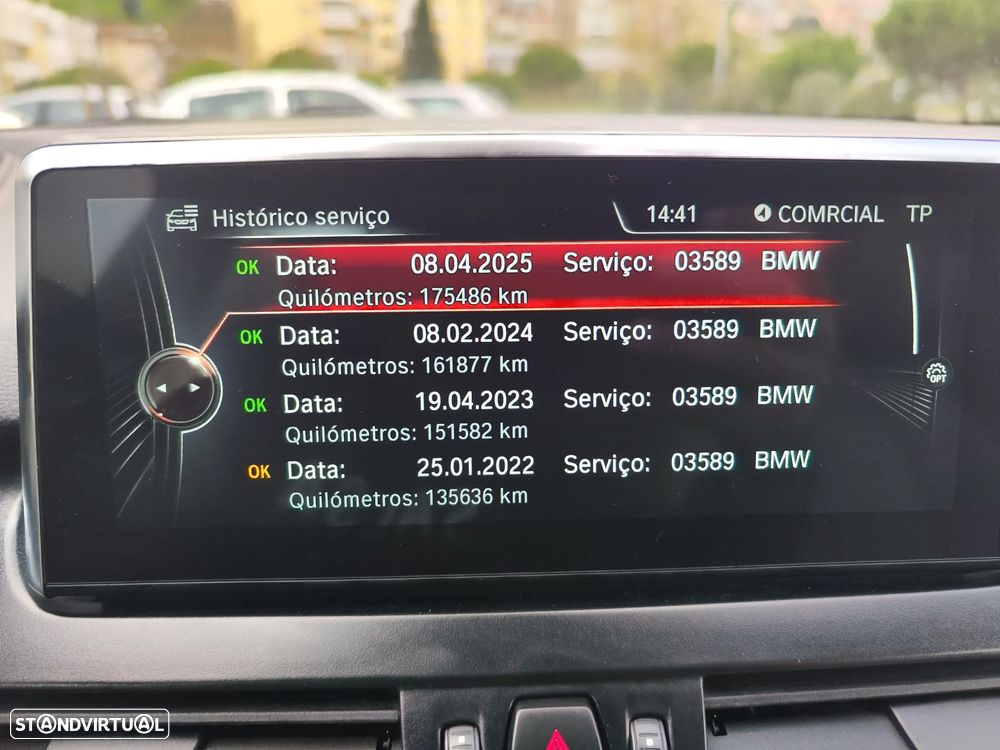 Histórico serviço 14:41 COMRCIAL TP
OK Data: 08.04.2025 Serviço: 03589 BMW
Quilómetros: 175486 km
OK Data: 08.02.2024 Serviço: 03589 BMW
Quilómetros: 161877 km
OK Data: 19.04.2023 Serviço: 03589 BMW
Quilómetros: 151582 km
OK Data: 25.01.2022 Serviço: 03589 BMW
Quilómetros: 135636 km
OPT
STANDVIRTUAL